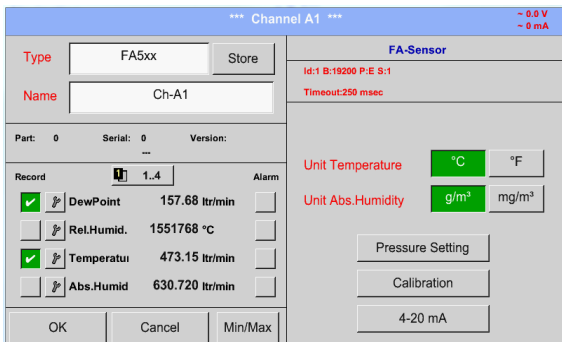 *** Channel A1 ***
~ 0.0 V
~ 0 mA
Type
FA5xx
Store
Name
Ch-A1
Part: 0 Serial: 0 Version:
---
Record
1 1..4
Alarm
DewPoint 157.68 ltr/min
Rel.Humid. 1551768 °C
Temperatur 473.15 ltr/min
Abs.Humid 630.720 ltr/min
OK
Cancel
Min/Max
FA-Sensor
Id:1 B:19200 P:E S:1
Timeout:250 msec
Unit Temperature °C °F
Unit Abs.Humidity g/m³ mg/m³
Pressure Setting
Calibration
4-20 mA